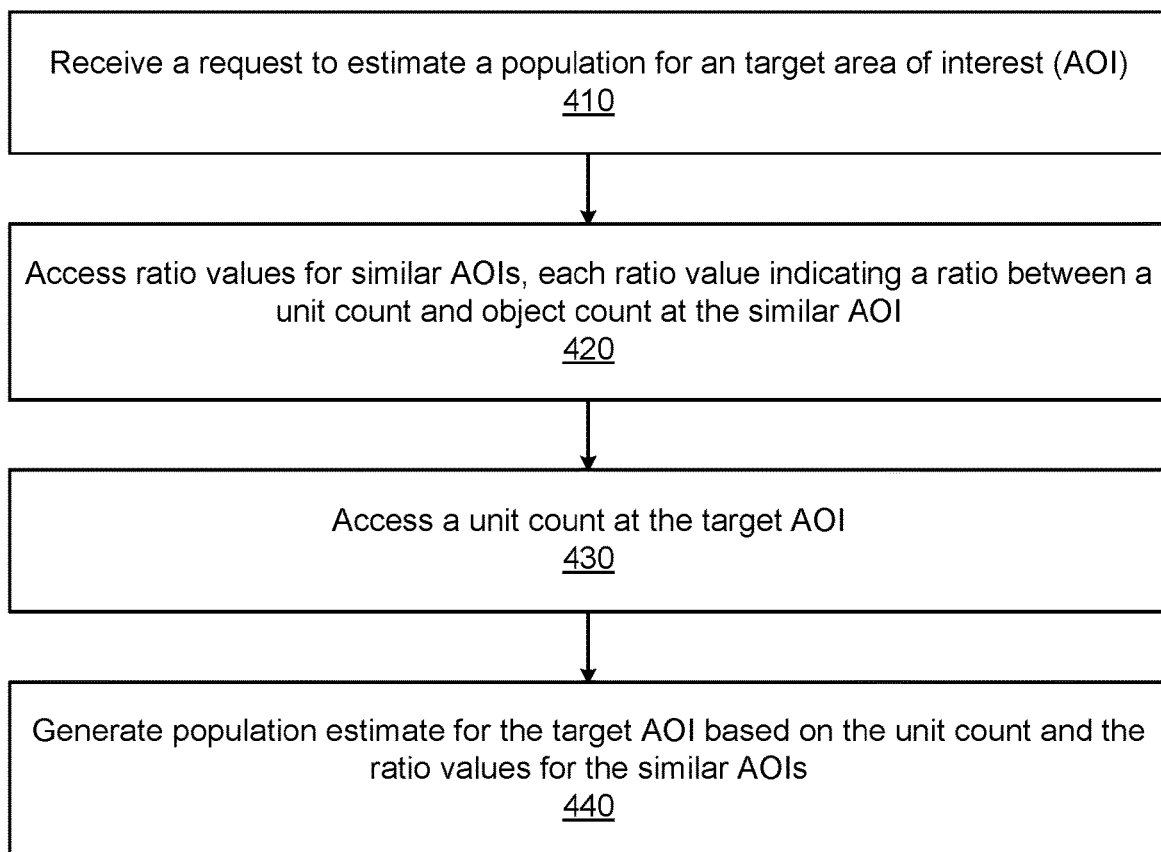 Receive a request to estimate a population for an target area of interest (AOI)
410
Access ratio values for similar AOIs, each ratio value indicating a ratio between a
unit count and object count at the similar AOI
420
Access a unit count at the target AOI
430
Generate population estimate for the target AOI based on the unit count and the
ratio values for the similar AOIs
440